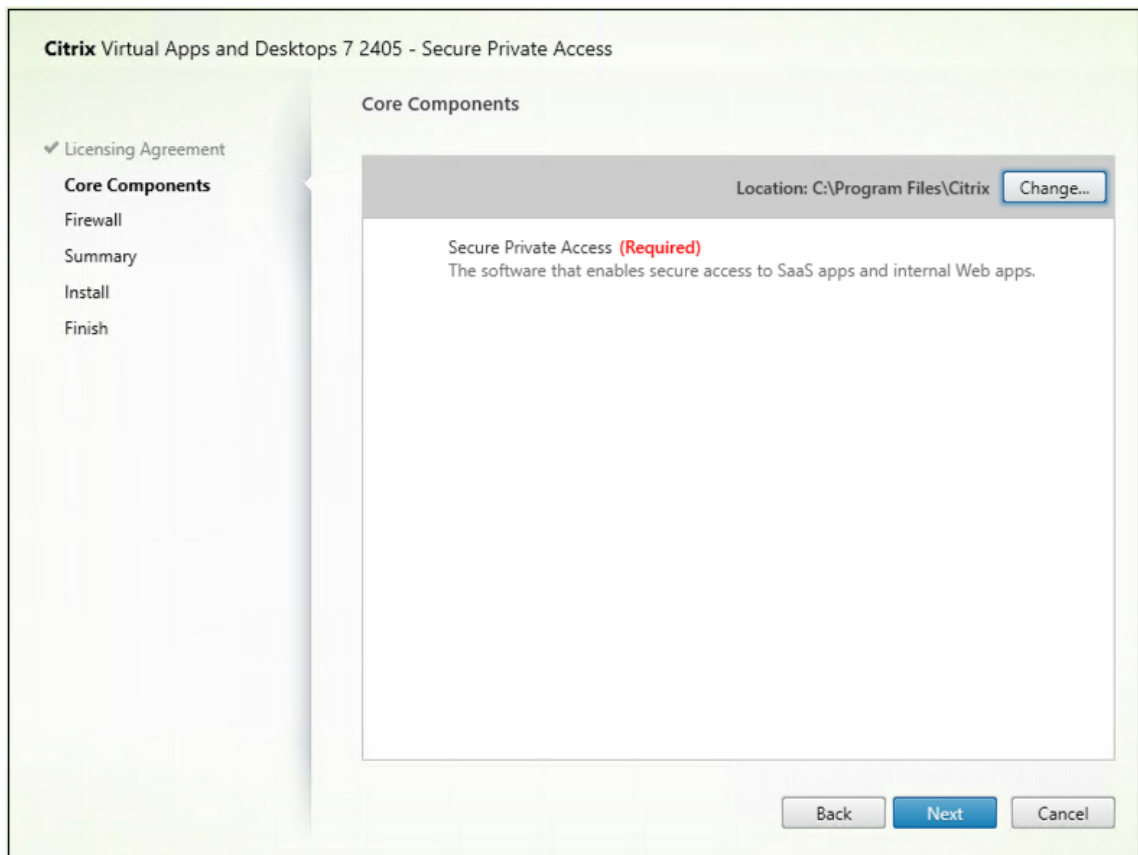 Citrix Virtual Apps and Desktops 7 2405 - Secure Private Access
Core Components
Licensing Agreement
Core Components
Firewall
Summary
Install
Finish
Location: C:\Program Files\Citrix
Change...
Secure Private Access (Required)
The software that enables secure access to SaaS apps and internal Web apps.
Back
Next
Cancel